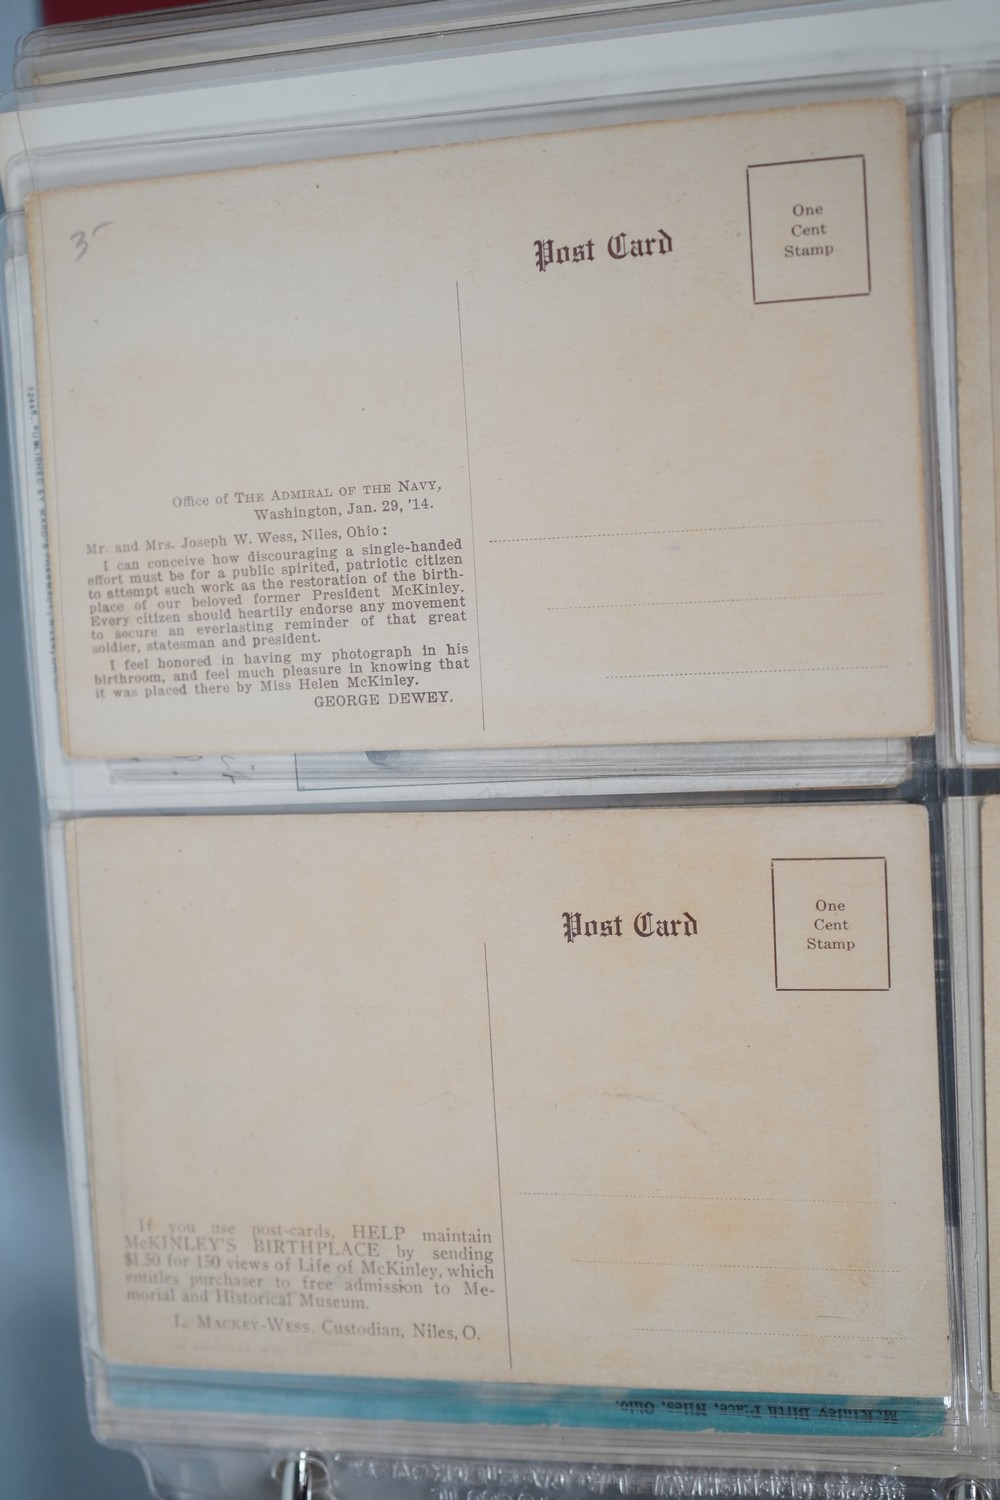 35
Post Card
One
Cent
Stamp
Office of THE ADMIRAL OF THE NAVY,
Washington, Jan. 29, '14.
Mr. and Mrs. Joseph W. Wess, Niles, Ohio:
I can conceive how discouraging a single-handed
effort must be for a public spirited, patriotic citizen
to attempt such work as the restoration of the birth-
place of our beloved former President McKinley.
Every citizen should heartily endorse any movement
to secure an everlasting reminder of that great
soldier, statesman and president.
I feel honored in having my photograph in his
birthroom, and feel much pleasure in knowing that
it was placed there by Miss Helen McKinley.
GEORGE DEWEY.
Post Card
One
Cent
Stamp
If you use post-cards, HELP maintain
McKINLEY'S BIRTHPLACE by sending
$1.50 for 150 views of Life of McKinley, which
entitles purchaser to free admission to Me-
morial and Historical Museum.
L. MACKEY-WESS, Custodian, Niles, O.
McKinley Birth Place, Niles, Ohio.